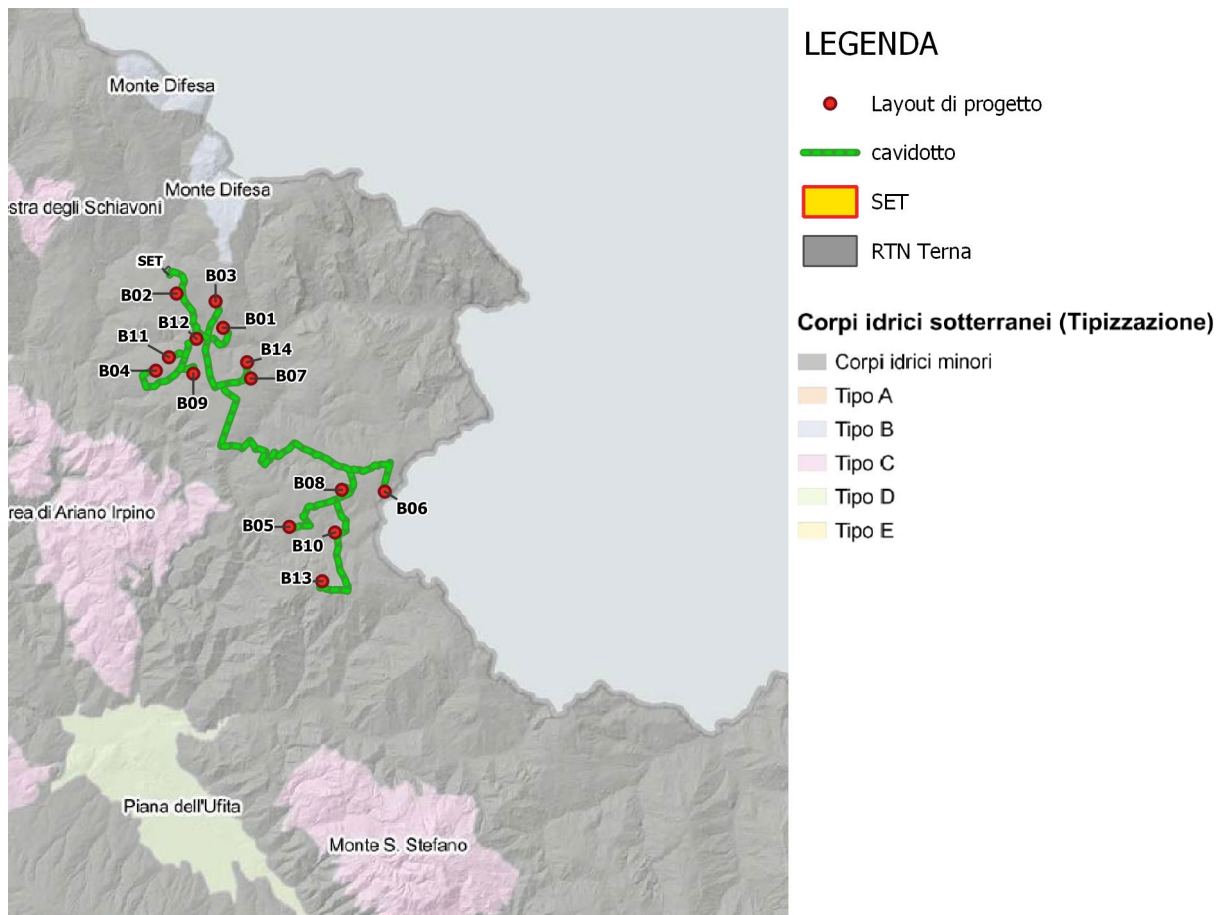 Monte Difesa
Monte Difesa
estra degli Schiavoni
SET
B03
B02
B12
B01
B11
B14
B04
B07
B09
B08
B06
rea di Ariano Irpino
B05
B10
B13
Piana dell'Ufita
Monte S. Stefano
LEGENDA
Layout di progetto
cavidotto
SET
RTN Terna
Corpi idrici sotterranei (Tipizzazione)
Corpi idrici minori
Tipo A
Tipo B
Tipo C
Tipo D
Tipo E